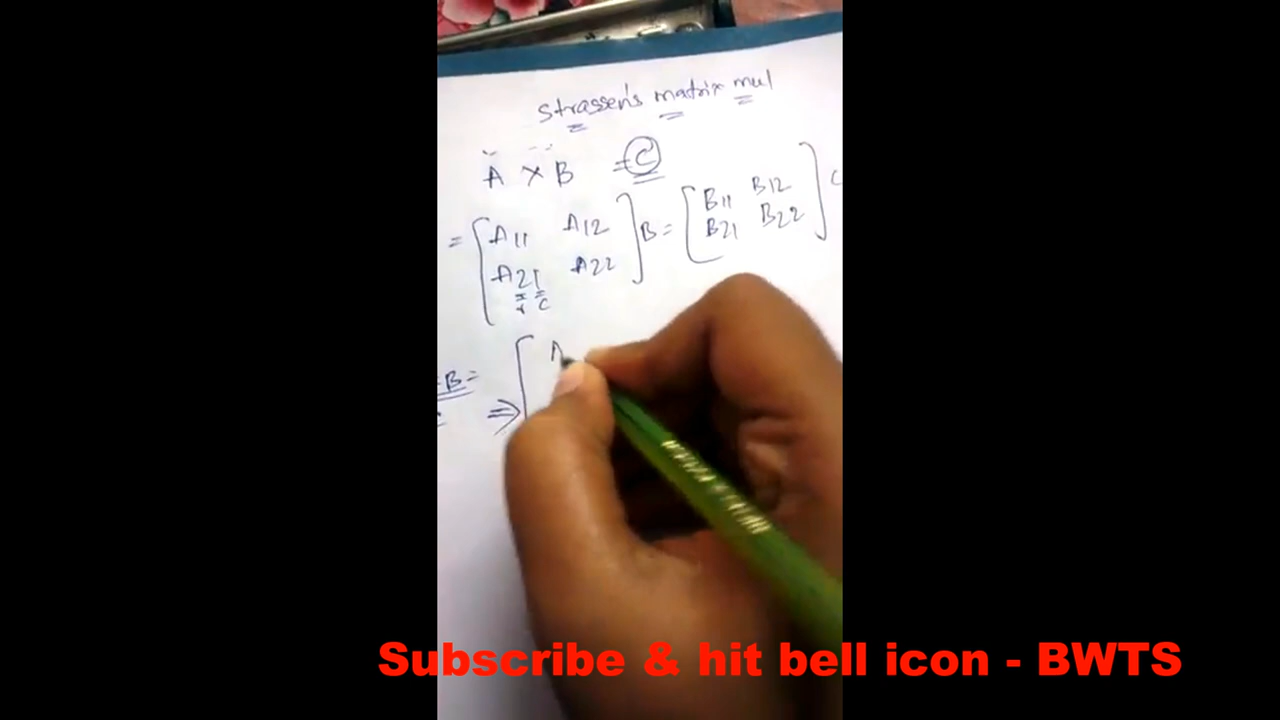 Strassen's matrix mul
A × B = C
= [ A11 A12 ] B = [ B11 B12 ] C
A21 A22 B21 B22
r c
B =
⇒ [ A
Subscribe & hit bell icon - BWTS